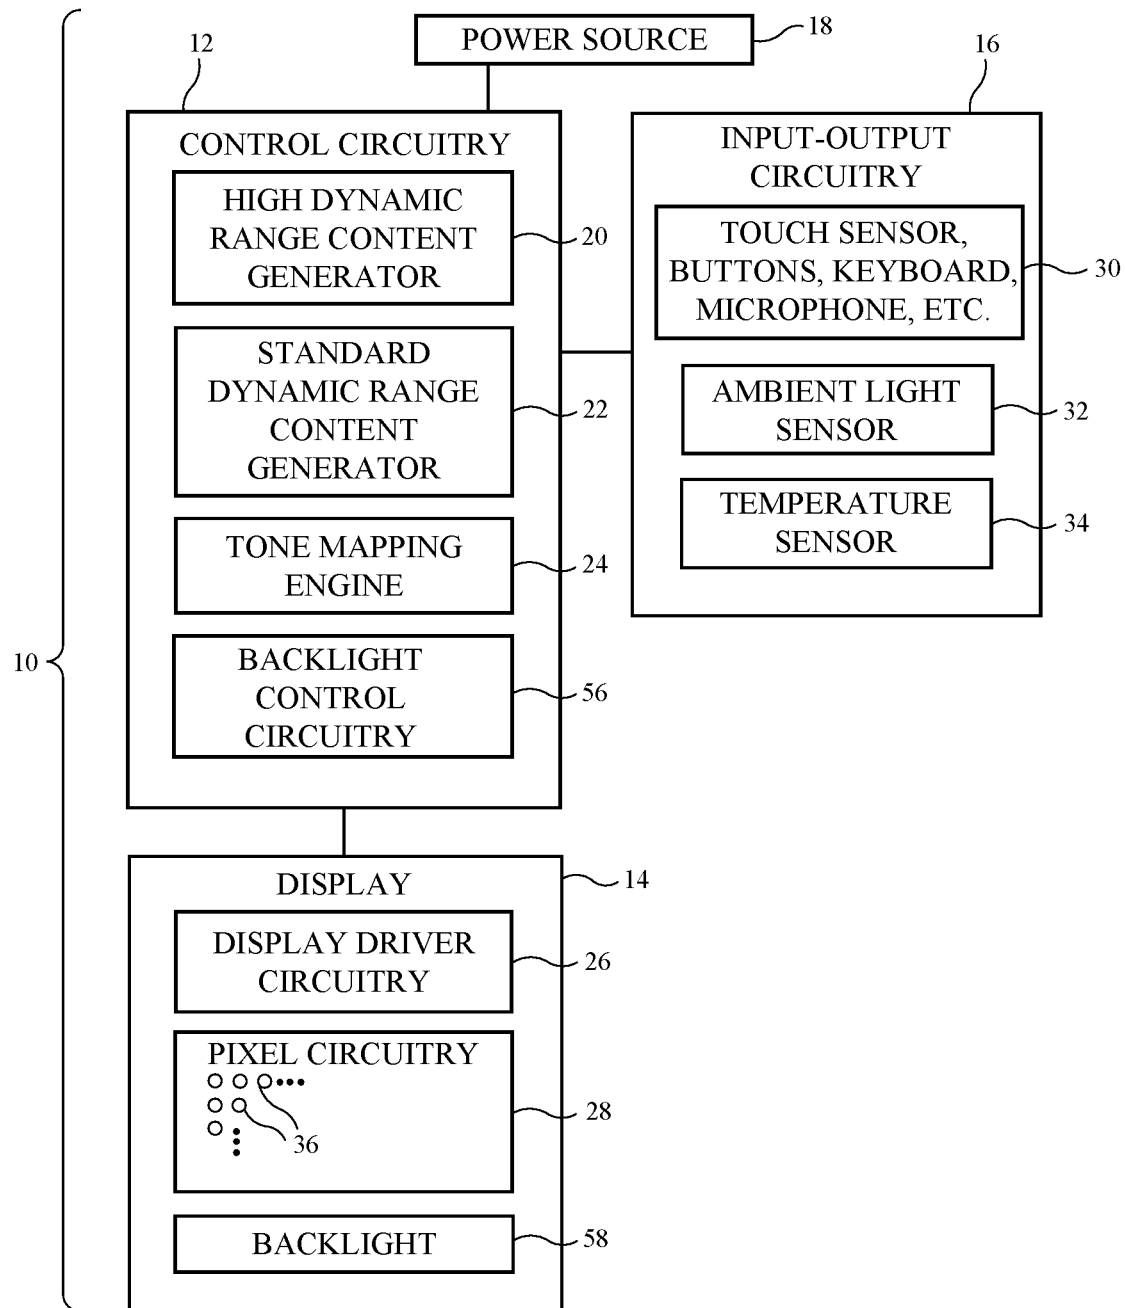 POWER SOURCE
18
12
16
CONTROL CIRCUITRY
HIGH DYNAMIC
RANGE CONTENT
GENERATOR
20
STANDARD
DYNAMIC RANGE
CONTENT
GENERATOR
22
TONE MAPPING
ENGINE
24
BACKLIGHT
CONTROL
CIRCUITRY
56
INPUT-OUTPUT
CIRCUITRY
TOUCH SENSOR,
BUTTONS, KEYBOARD,
MICROPHONE, ETC.
30
AMBIENT LIGHT
SENSOR
32
TEMPERATURE
SENSOR
34
10
DISPLAY
14
DISPLAY DRIVER
CIRCUITRY
26
PIXEL CIRCUITRY
28
36
BACKLIGHT
58